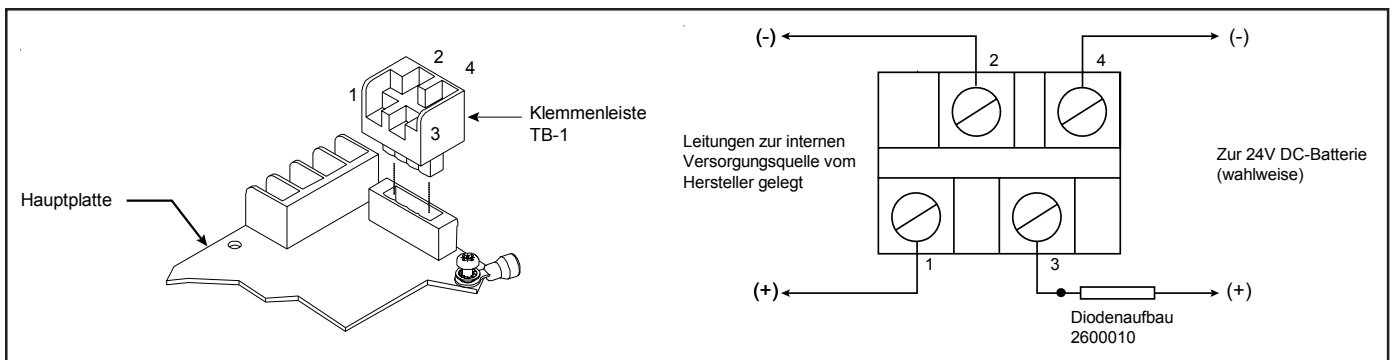 2
4
1
Klemmenleiste
TB-1
3
Hauptplatte
(-)
(-)
2
4
Leitungen zur internen
Versorgungsquelle vom
Hersteller gelegt
Zur 24V DC-Batterie
(wahlweise)
1
3
(+)
(+)
Diodenaufbau
2600010